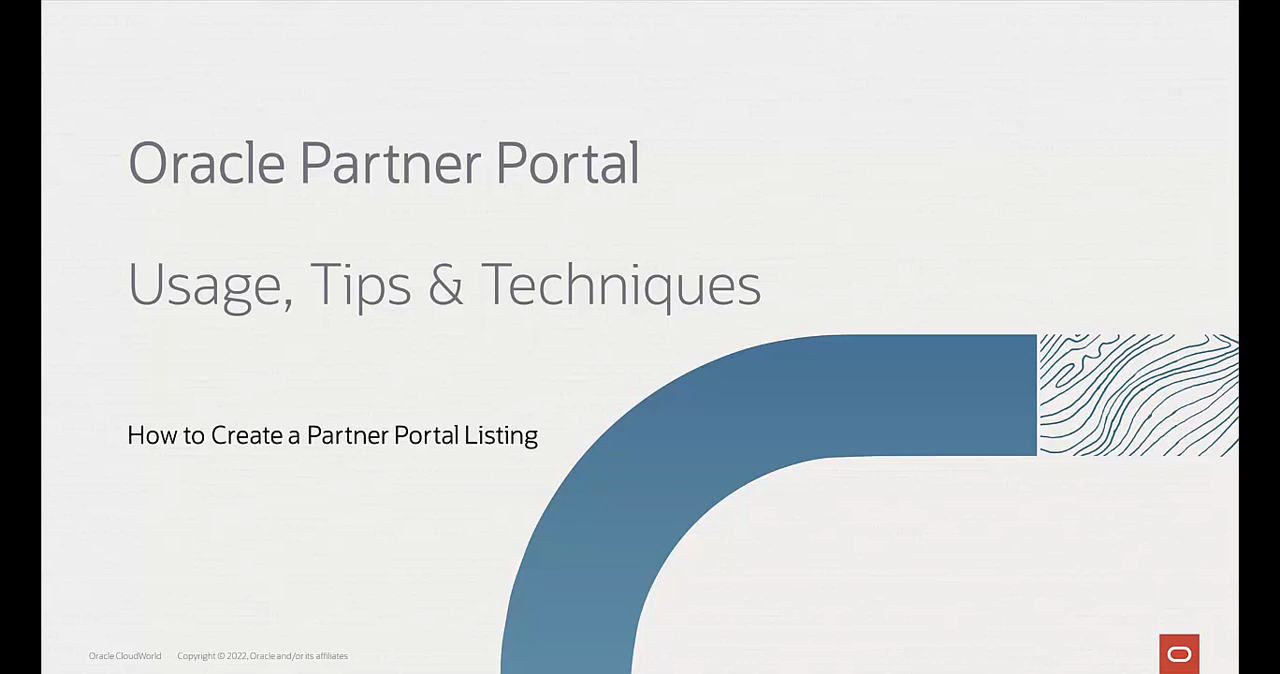 Oracle Partner Portal
Usage, Tips & Techniques
How to Create a Partner Portal Listing
Oracle CloudWorld Copyright © 2022, Oracle and/or its affiliates